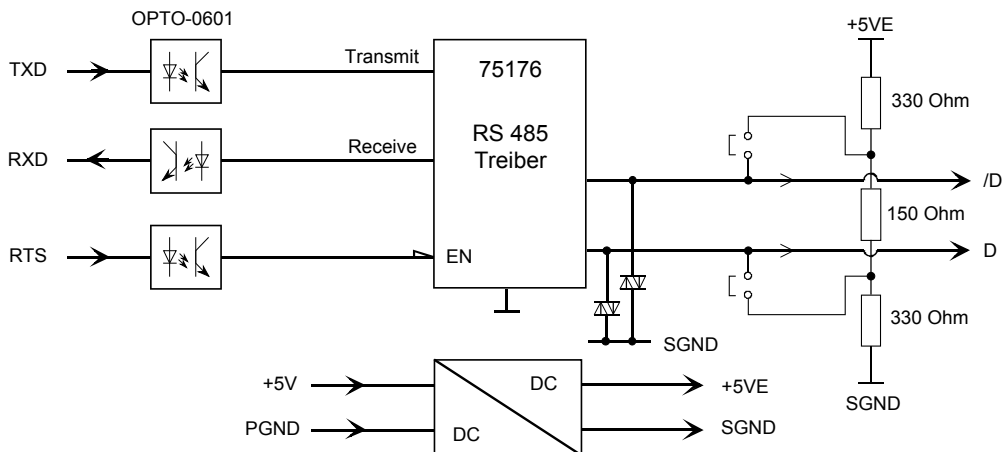 OPTO-0601
+5VE
TXD
Transmit
75176
330 Ohm
RXD
Receive
RS 485
Treiber
/D
150 Ohm
RTS
EN
D
330 Ohm
SGND
+5V
DC
+5VE
SGND
PGND
DC
SGND